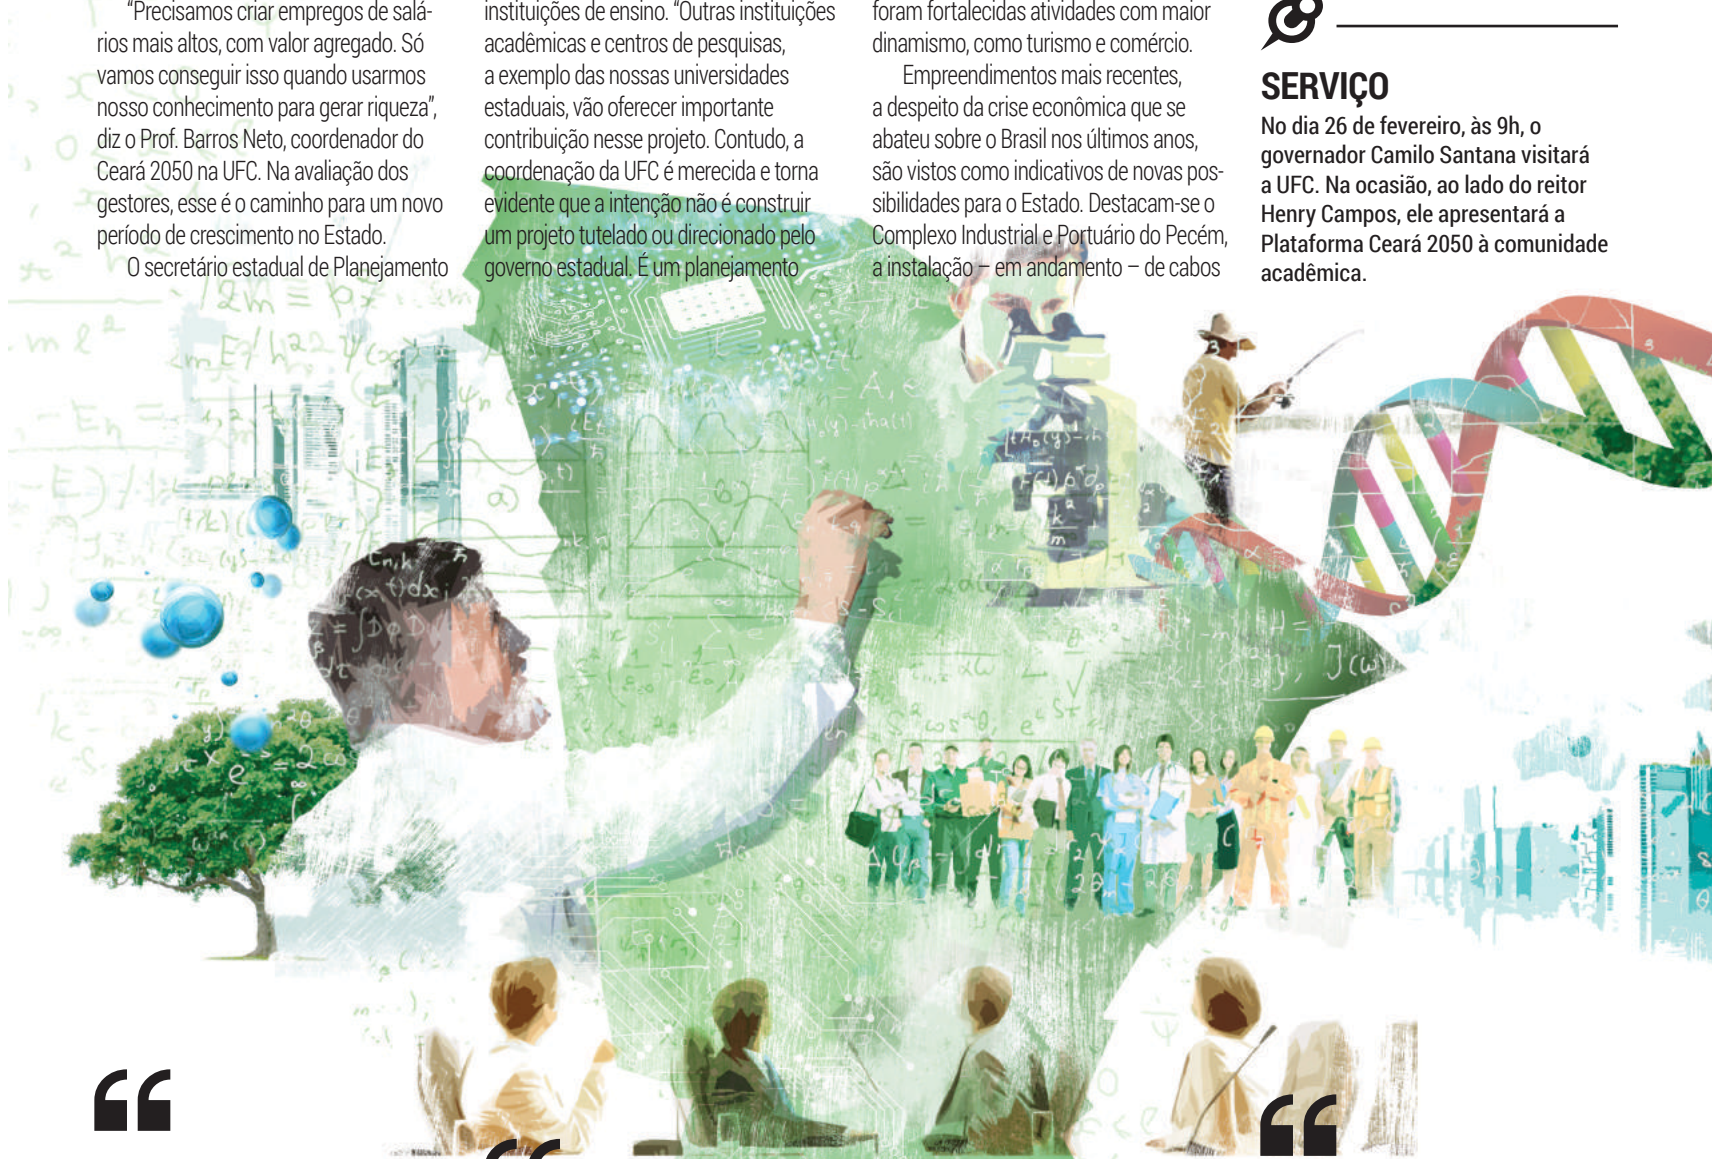 “Precisamos criar empregos de salá-
rios mais altos, com valor agregado. Só
vamos conseguir isso quando usarmos
nosso conhecimento para gerar riqueza”,
diz o Prof. Barros Neto, coordenador do
Ceará 2050 na UFC. Na avaliação dos
gestores, esse é o caminho para um novo
período de crescimento no Estado.
O secretário estadual de Planejamento
instituições de ensino. “Outras instituições
acadêmicas e centros de pesquisas,
a exemplo das nossas universidades
estaduais, vão oferecer importante
contribuição nesse projeto. Contudo, a
coordenação da UFC é merecida e torna
evidente que a intenção não é construir
um projeto tutelado ou direcionado pelo
governo estadual. É um planejamento
foram fortalecidas atividades com maior
dinamismo, como turismo e comércio.
Empreendimentos mais recentes,
a despeito da crise econômica que se
abateu sobre o Brasil nos últimos anos,
são vistos como indicativos de novas pos-
sibilidades para o Estado. Destacam-se o
Complexo Industrial e Portuário do Pecém,
a instalação – em andamento – de cabos
SERVIÇO
No dia 26 de fevereiro, às 9h, o
governador Camilo Santana visitará
a UFC. Na ocasião, ao lado do reitor
Henry Campos, ele apresentará a
Plataforma Ceará 2050 à comunidade
acadêmica.